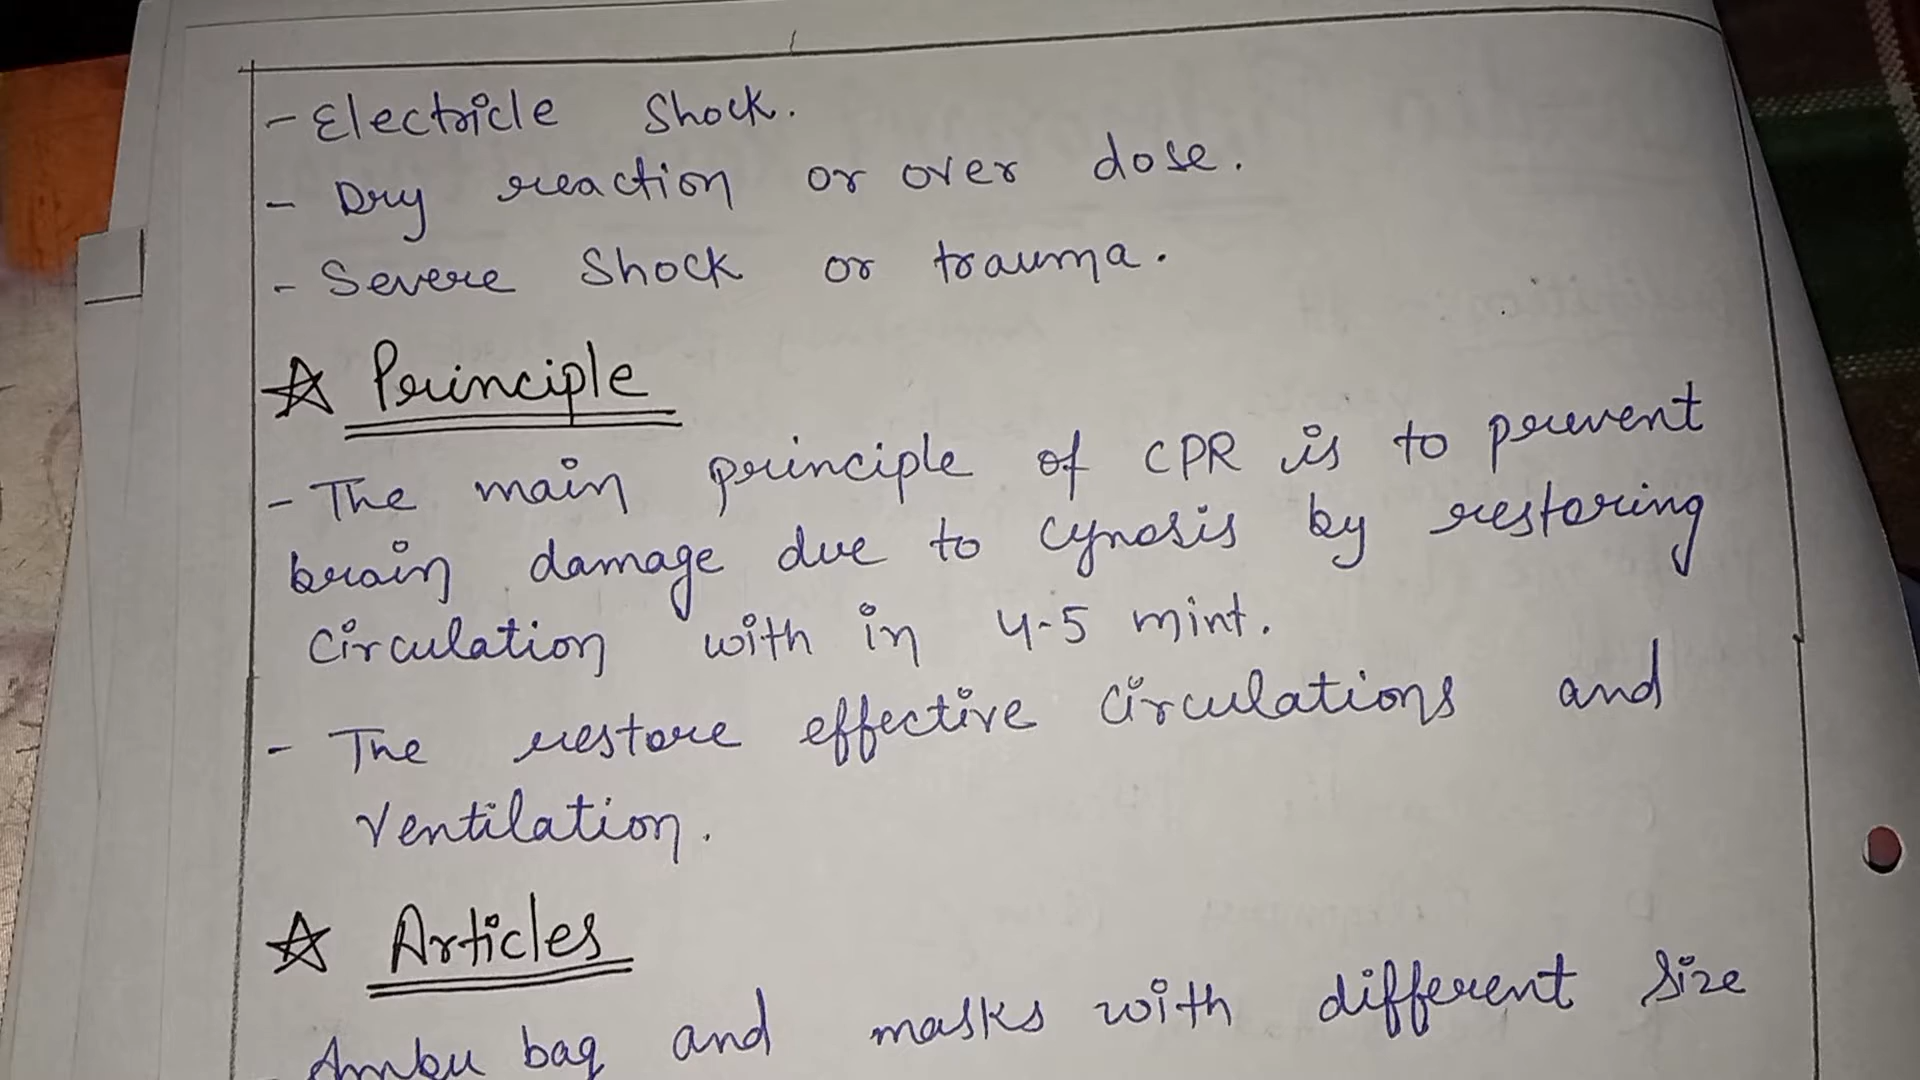 - Electricle Shock.
- Dry reaction or over dose.
- Severe Shock or trauma.
☆ Principle
- The main principle of CPR is to prevent
brain damage due to cynosis by restoring
circulation with in 4-5 mint.
- The restore effective circulations and
ventilation.
☆ Articles
- Ambu bag and masks with different size